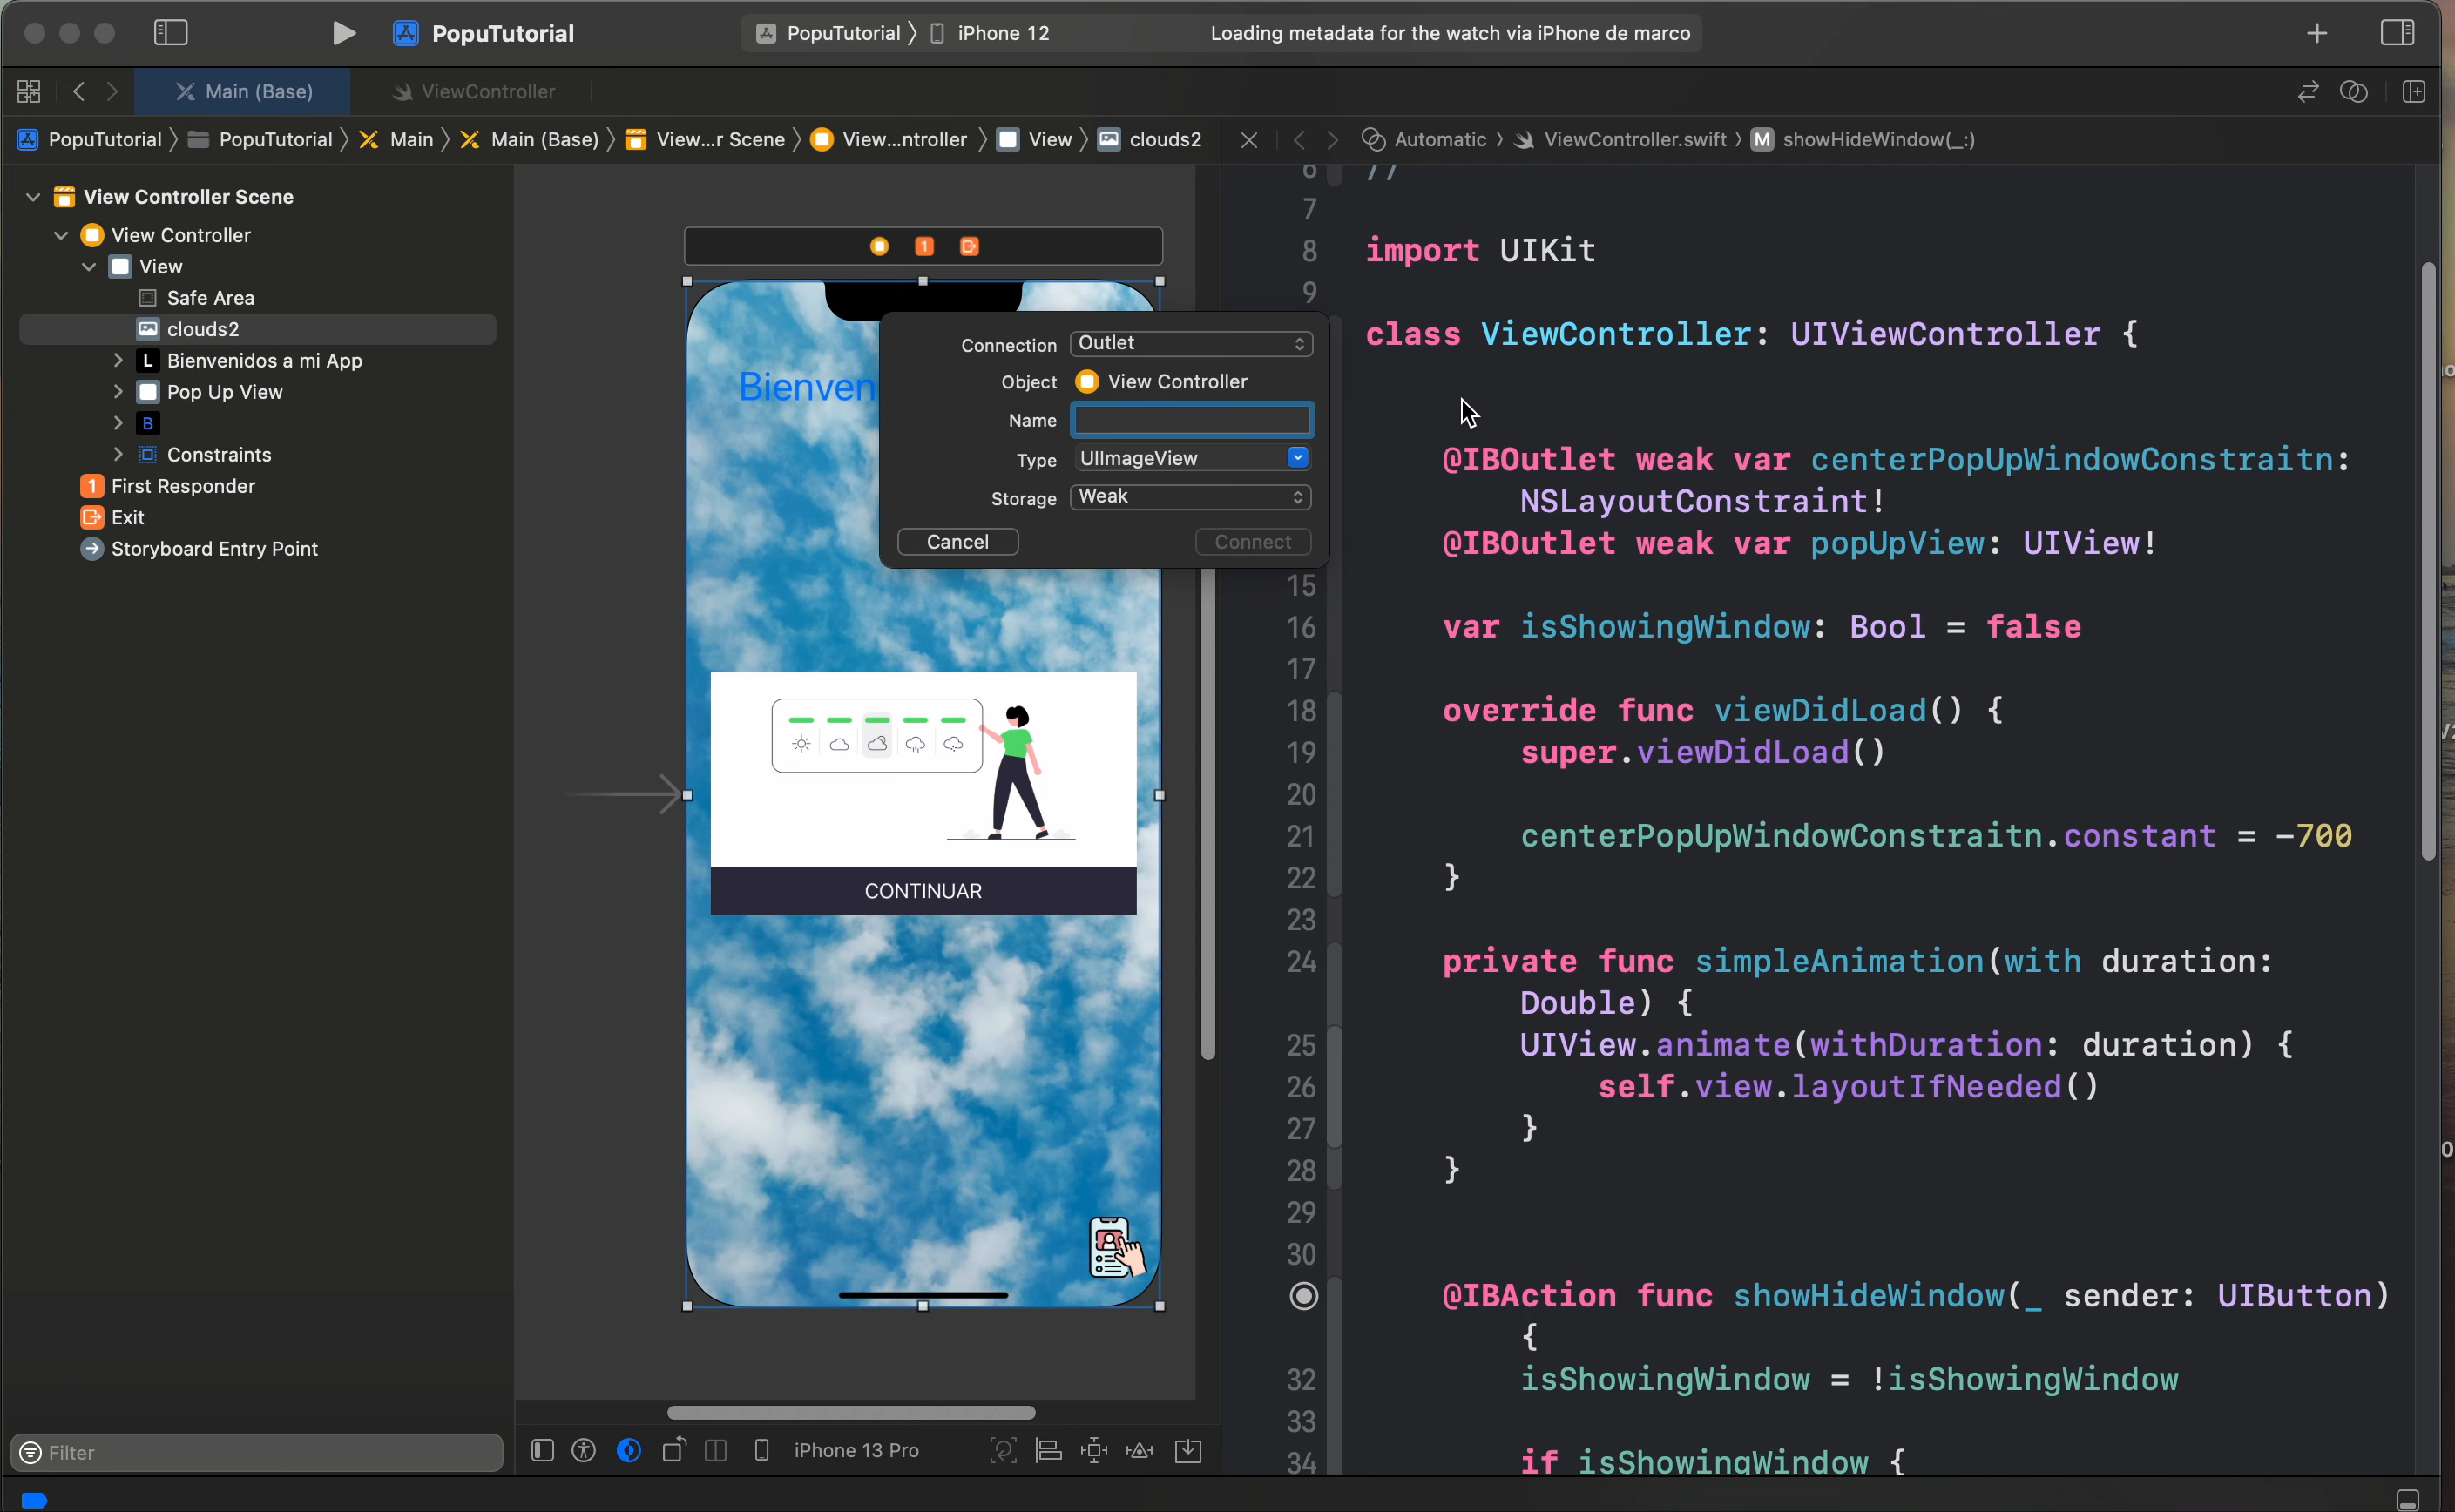 PopuTutorial
PopuTutorial
iPhone 12
Loading metadata for the watch via iPhone de marco
Main (Base)
ViewController
PopuTutorial
PopuTutorial
Main
Main (Base)
View...r Scene
View...ntroller
View
clouds2
Automatic
ViewController.swift
M
showHideWindow(_:)
View Controller Scene
View Controller
View
Safe Area
clouds2
L
Bienvenidos a mi App
Pop Up View
B
Constraints
1
First Responder
Exit
Storyboard Entry Point
Filter
1
Bienven
Connection
Outlet
Object
View Controller
Name
Type
UIImageView
Storage
Weak
Cancel
Connect
CONTINUAR
iPhone 13 Pro
6 //
7
8 import UIKit
9
class ViewController: UIViewController {
@IBOutlet weak var centerPopUpWindowConstraitn:
NSLayoutConstraint!
@IBOutlet weak var popUpView: UIView!
15
16 var isShowingWindow: Bool = false
17
18 override func viewDidLoad() {
19 super.viewDidLoad()
20
21 centerPopUpWindowConstraitn.constant = -700
22 }
23
24 private func simpleAnimation(with duration:
Double) {
25 UIView.animate(withDuration: duration) {
26 self.view.layoutIfNeeded()
27 }
28 }
29
30
@IBAction func showHideWindow(_ sender: UIButton)
{
32 isShowingWindow = !isShowingWindow
33
34 if isShowingWindow {